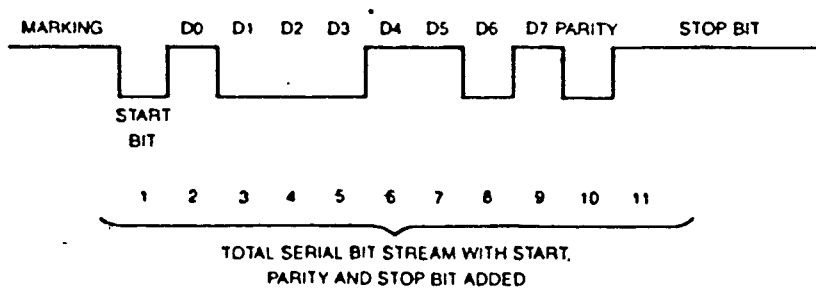 MARKING D0 D1 D2 D3 D4 D5 D6 D7 PARITY STOP BIT
START
BIT
1 2 3 4 5 6 7 8 9 10 11
TOTAL SERIAL BIT STREAM WITH START,
PARITY AND STOP BIT ADDED